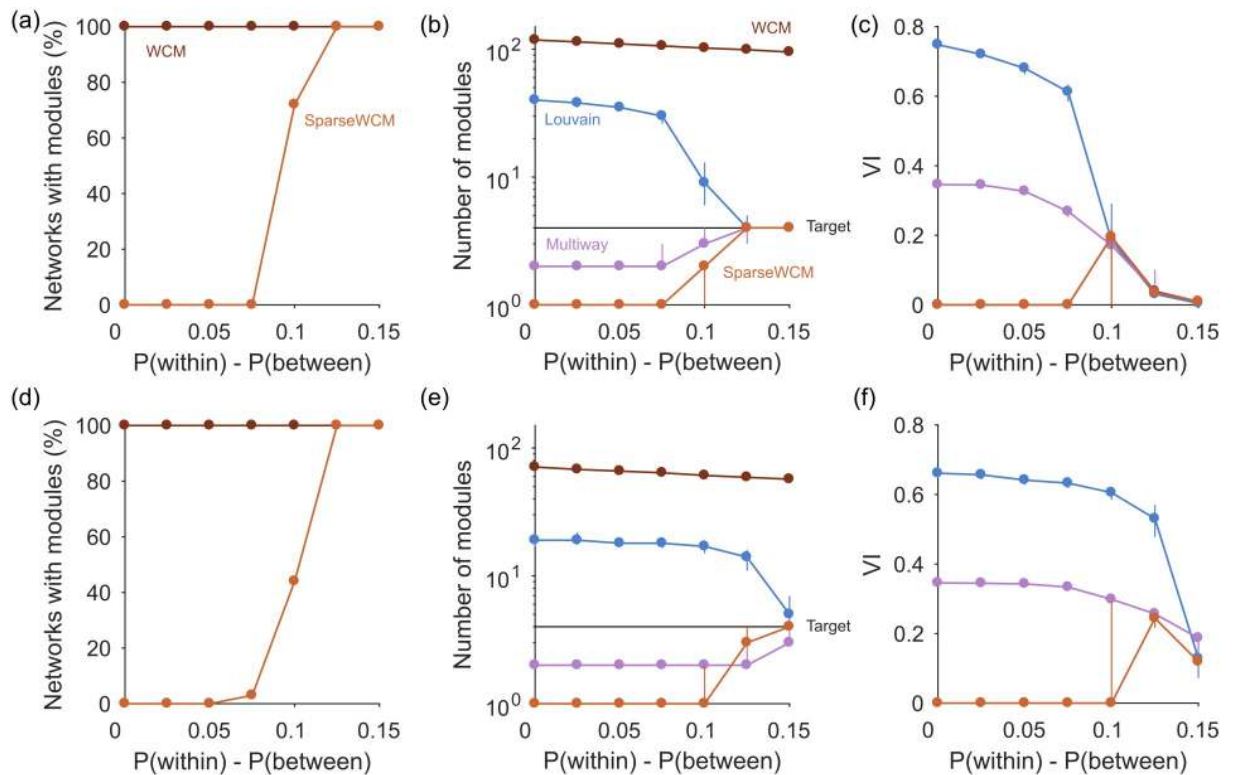 (a)
Networks with modules (%)
100
80
60
40
20
0
WCM
SparseWCM
0 0.05 0.1 0.15
P(within) - P(between)
(b)
Number of modules
10²
10¹
10⁰
WCM
Louvain
Multiway
Target
SparseWCM
0 0.05 0.1 0.15
P(within) - P(between)
(c)
VI
0.8
0.6
0.4
0.2
0
0 0.05 0.1 0.15
P(within) - P(between)
(d)
Networks with modules (%)
100
80
60
40
20
0
0 0.05 0.1 0.15
P(within) - P(between)
(e)
Number of modules
10²
10¹
10⁰
Target
0 0.05 0.1 0.15
P(within) - P(between)
(f)
VI
0.8
0.6
0.4
0.2
0
0 0.05 0.1 0.15
P(within) - P(between)